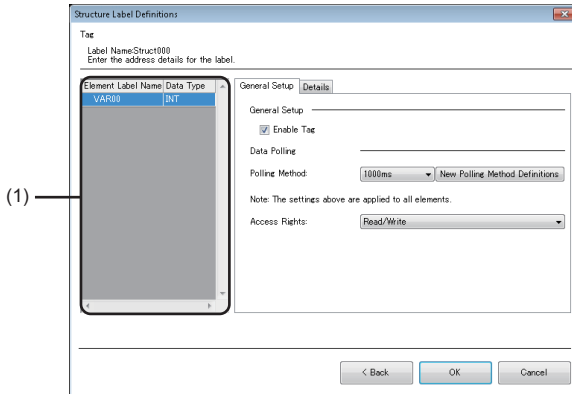 Structure Label Definitions
Tag
Label Name:Struct000
Enter the address details for the label.
Element Label Name Data Type
VAR00 INT
General Setup Details
General Setup
Enable Tag
Data Polling
Polling Method: 1000ms New Polling Method Definitions
Note: The settings above are applied to all elements.
Access Rights: Read/Write
(1)
< Back OK Cancel